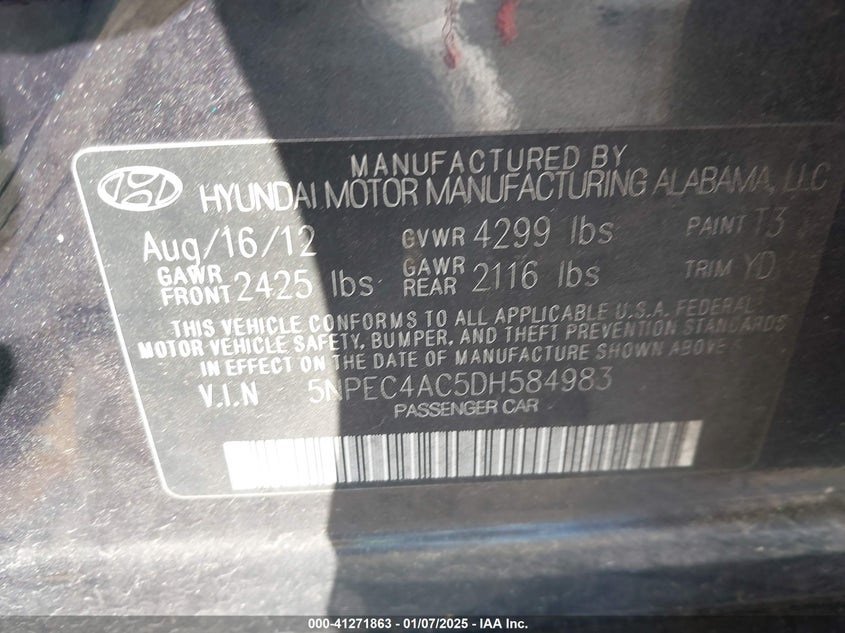 MANUFACTURED BY
HYUNDAI MOTOR MANUFACTURING ALABAMA, LLC
Aug/16/12 GVWR 4299 lbs PAINT T3
GAWR FRONT 2425 lbs GAWR REAR 2116 lbs TRIM YD
THIS VEHICLE CONFORMS TO ALL APPLICABLE U.S.A. FEDERAL
MOTOR VEHICLE SAFETY, BUMPER, AND THEFT PREVENTION STANDARDS
IN EFFECT ON THE DATE OF MANUFACTURE SHOWN ABOVE
V.I.N 5NPEC4AC5DH584983
PASSENGER CAR
000-41271863 - 01/07/2025 - IAAI.COM